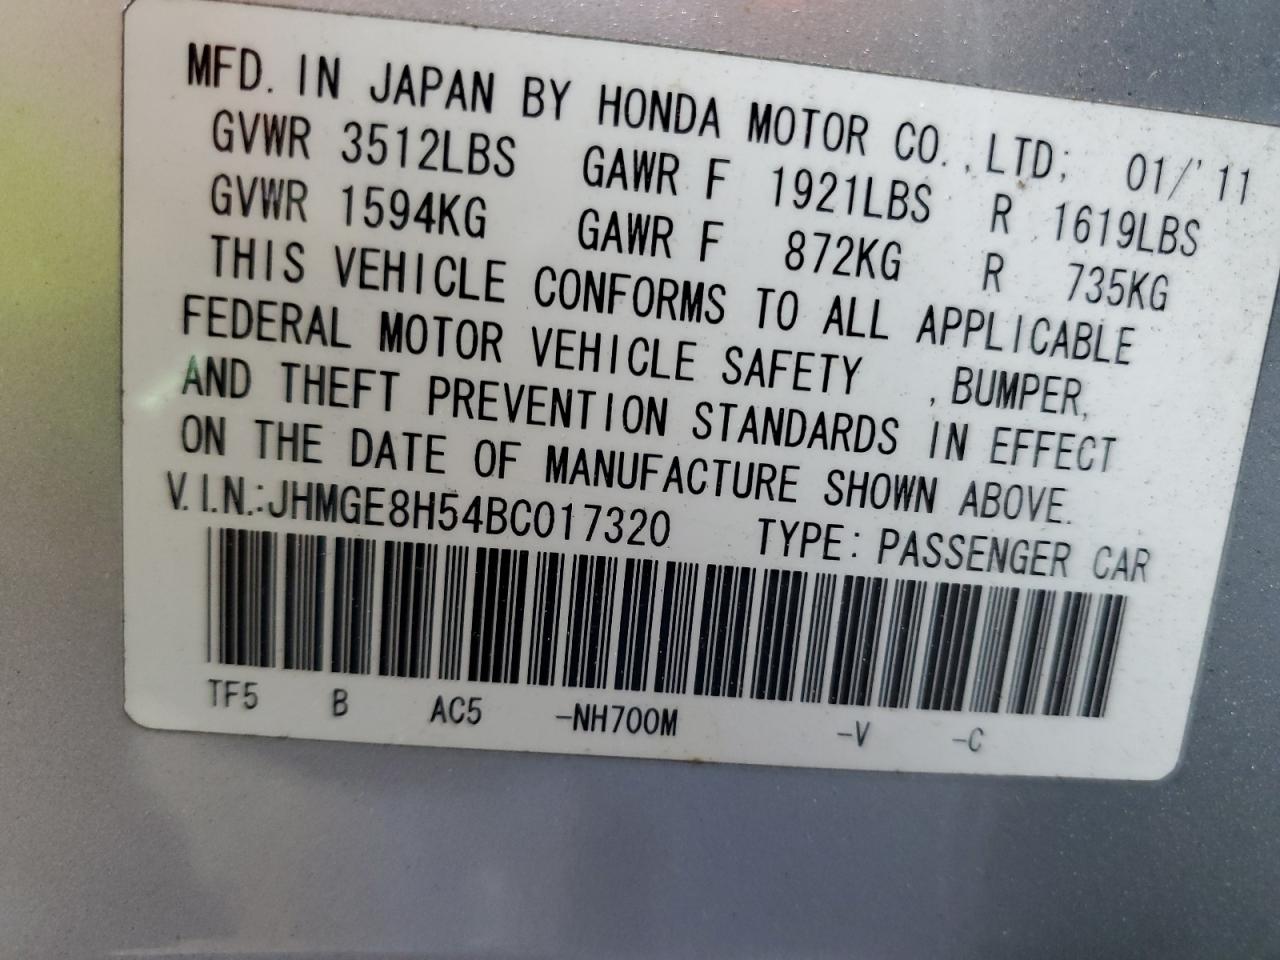 MFD. IN JAPAN BY HONDA MOTOR CO., LTD; 01/'11
GVWR 3512LBS GAWR F 1921LBS R 1619LBS
GVWR 1594KG GAWR F 872KG R 735KG
THIS VEHICLE CONFORMS TO ALL APPLICABLE
FEDERAL MOTOR VEHICLE SAFETY , BUMPER,
AND THEFT PREVENTION STANDARDS IN EFFECT
ON THE DATE OF MANUFACTURE SHOWN ABOVE.
V.I.N.:JHMGE8H54BC017320 TYPE: PASSENGER CAR
TF5 B AC5 -NH700M -V -C